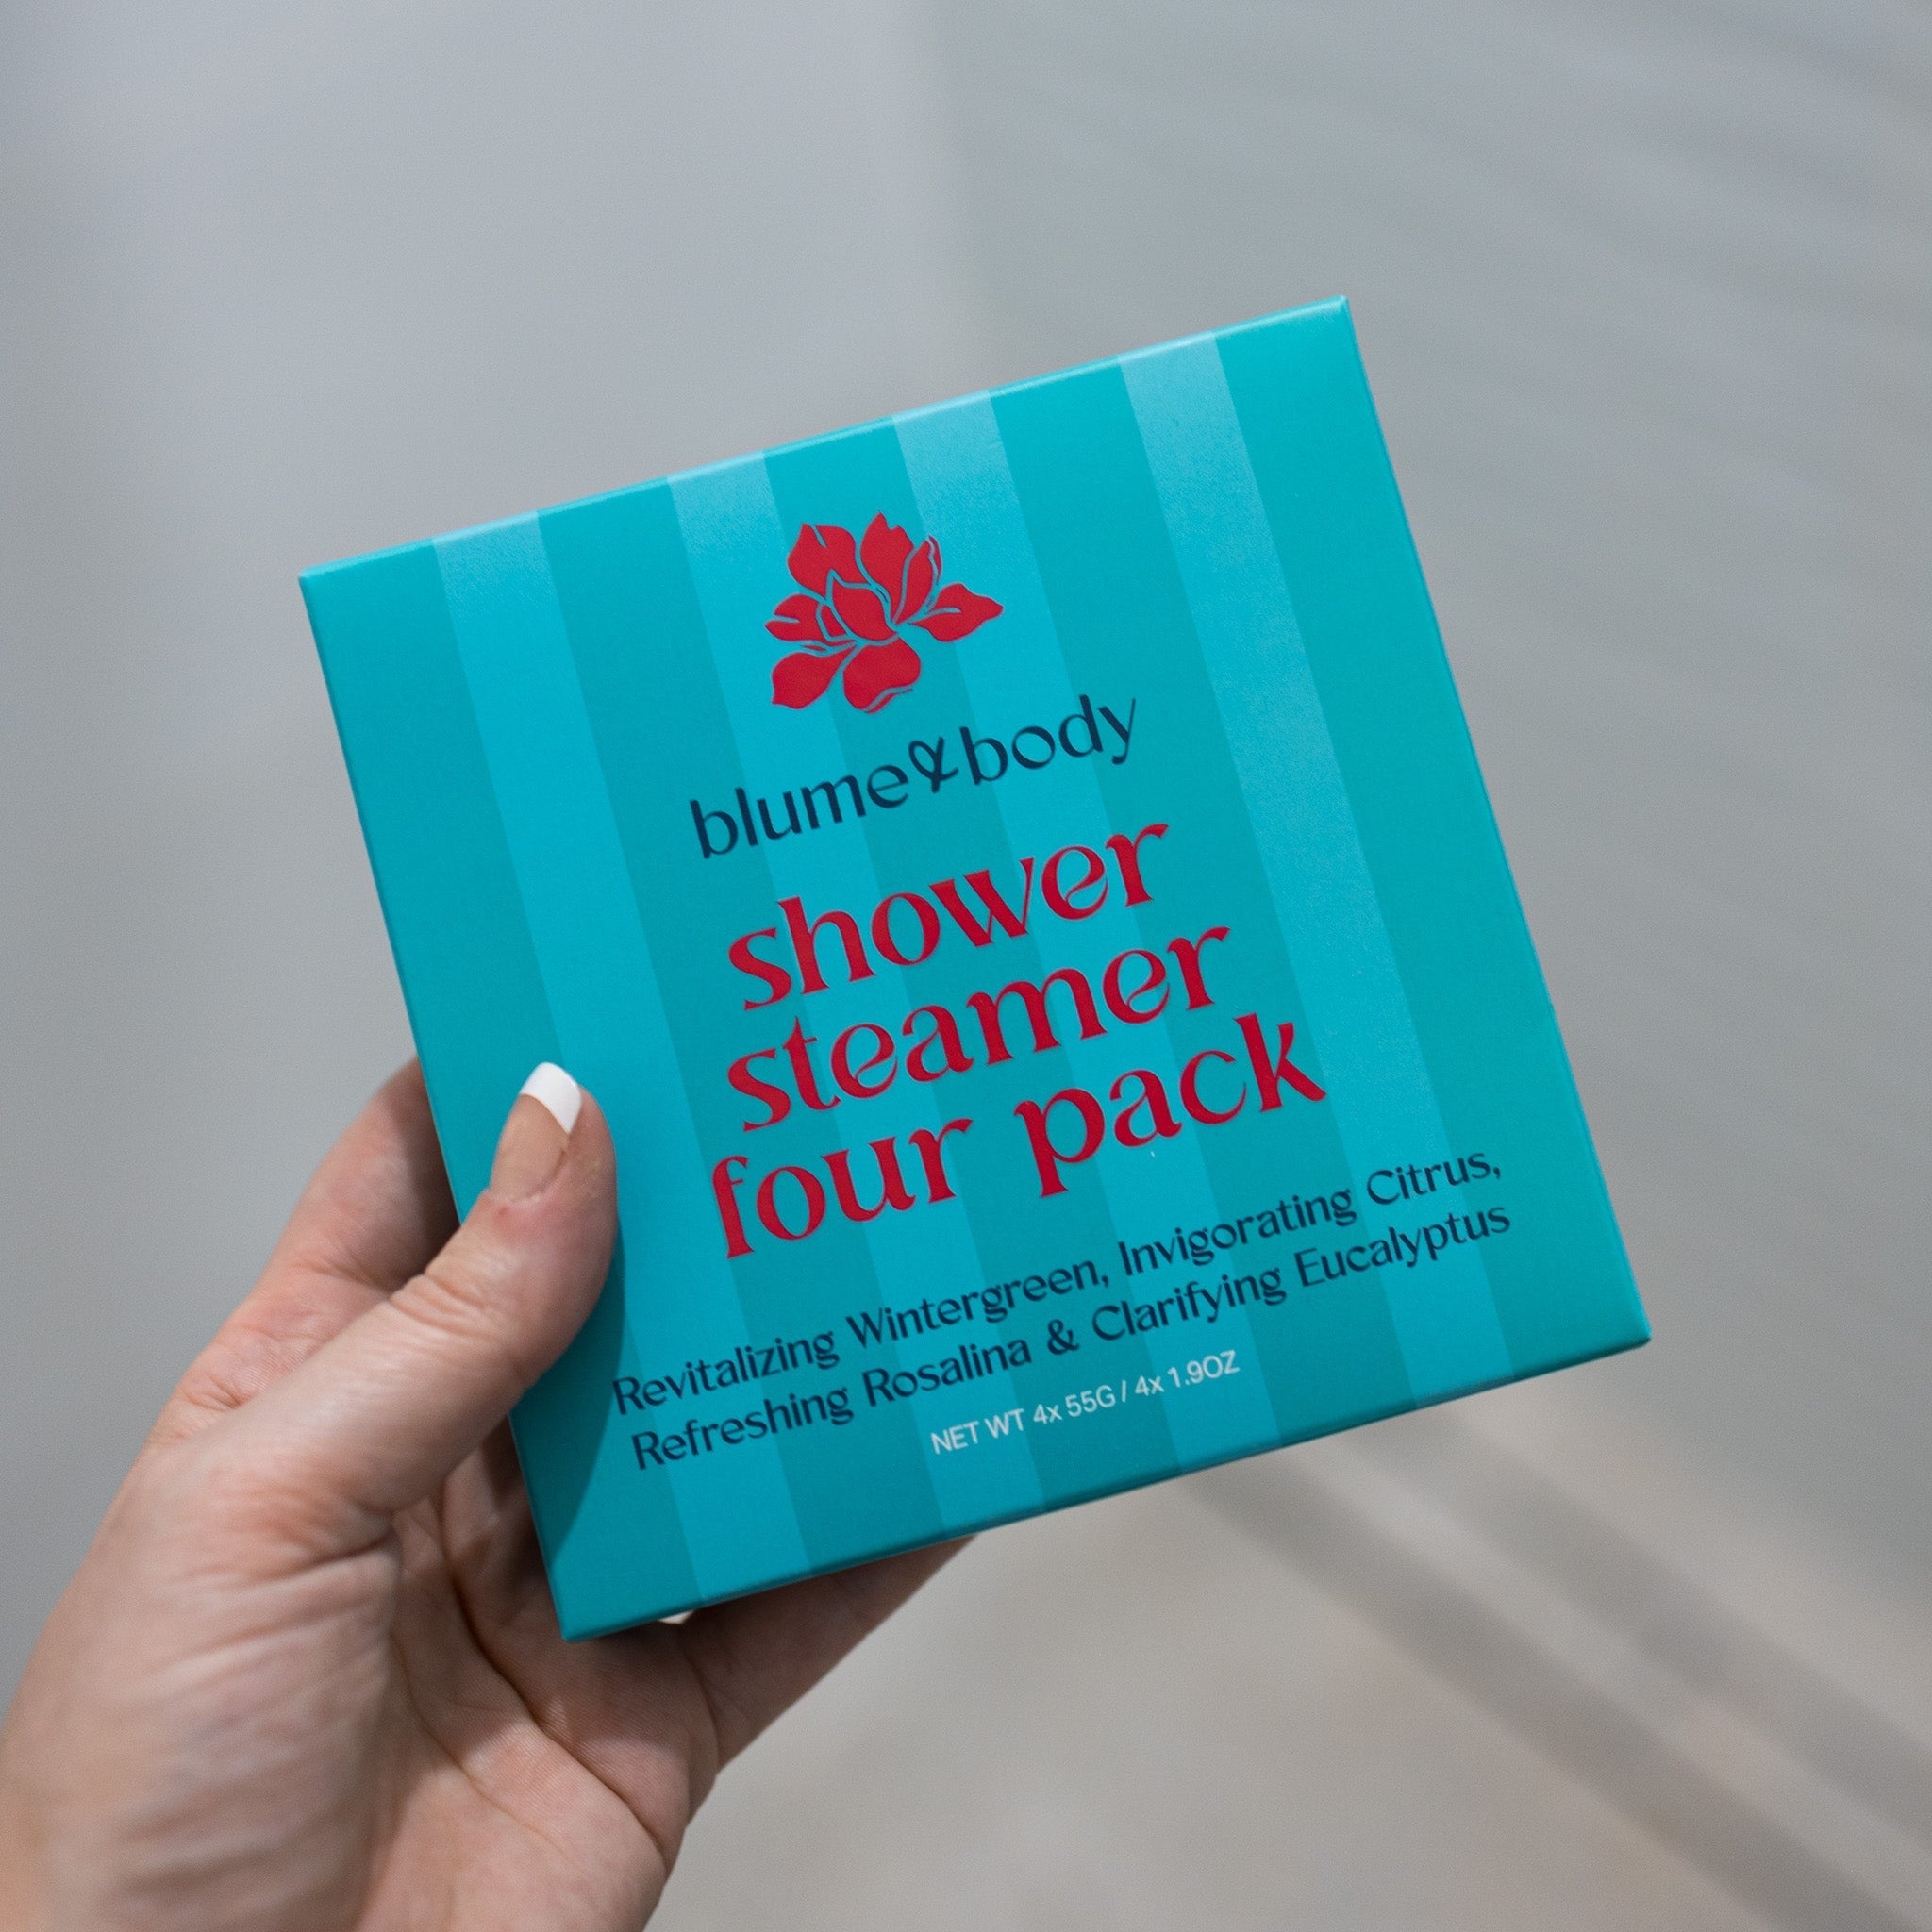 blume&body
shower
steamer
four pack
Revitalizing Wintergreen, Invigorating Citrus,
Refreshing Rosalina & Clarifying Eucalyptus
NET WT 4x 55G / 4x 1.9OZ